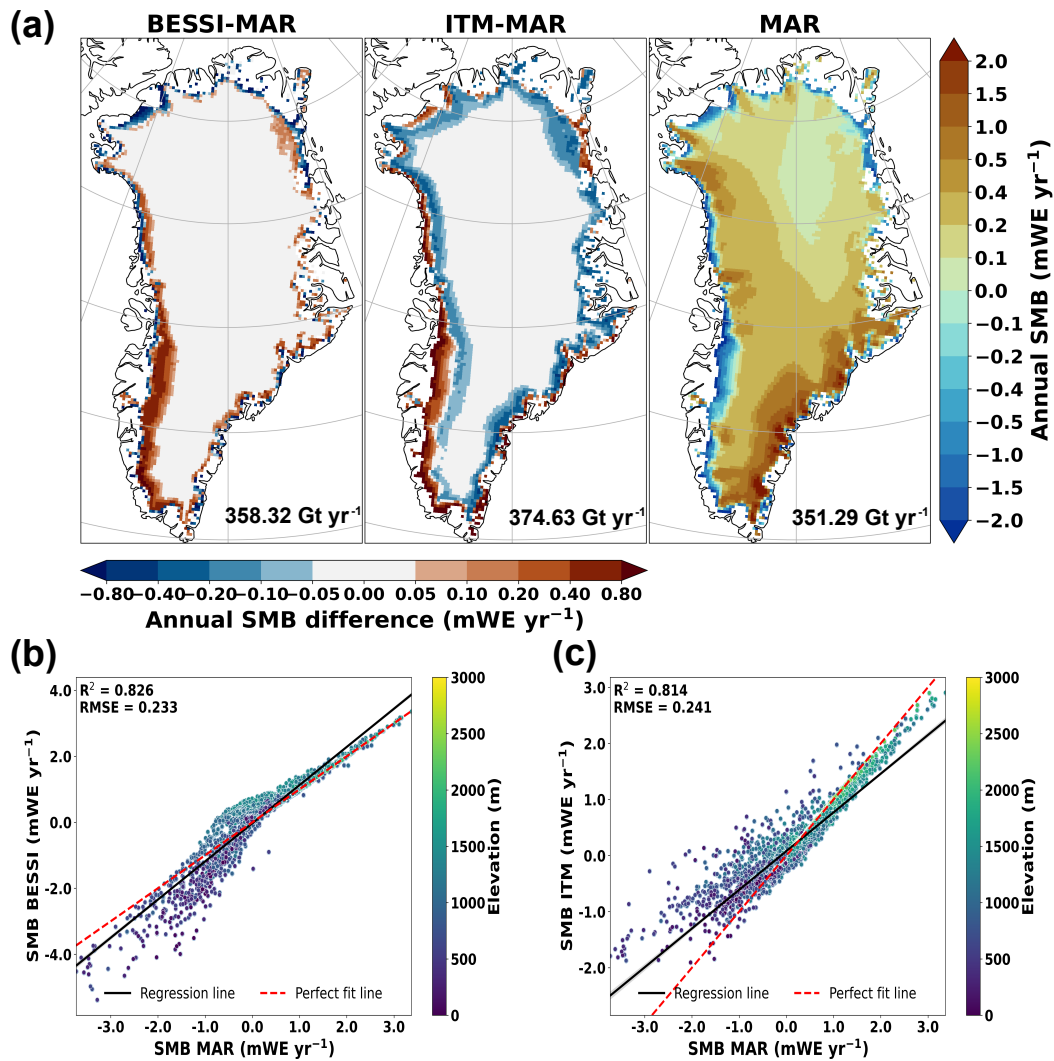 (a)
BESSI-MAR
ITM-MAR
MAR
358.32 Gt yr⁻¹
374.63 Gt yr⁻¹
351.29 Gt yr⁻¹
2.0
1.5
1.0
0.5
0.4
0.2
0.1
0.0
−0.1
−0.2
−0.4
−0.5
−1.0
−1.5
−2.0
Annual SMB (mWE yr⁻¹)
−0.80 −0.40 −0.20 −0.10 −0.05 0.00 0.05 0.10 0.20 0.40 0.80
Annual SMB difference (mWE yr⁻¹)
(b)
R² = 0.826
RMSE = 0.233
4.0
2.0
0.0
−2.0
−4.0
SMB BESSI (mWE yr⁻¹)
Regression line
Perfect fit line
-3.0 -2.0 -1.0 0.0 1.0 2.0 3.0
SMB MAR (mWE yr⁻¹)
3000
2500
2000
1500
1000
500
0
Elevation (m)
(c)
R² = 0.814
RMSE = 0.241
3.0
2.0
1.0
0.0
-1.0
-2.0
SMB ITM (mWE yr⁻¹)
Regression line
Perfect fit line
-3.0 -2.0 -1.0 0.0 1.0 2.0 3.0
SMB MAR (mWE yr⁻¹)
3000
2500
2000
1500
1000
500
0
Elevation (m)